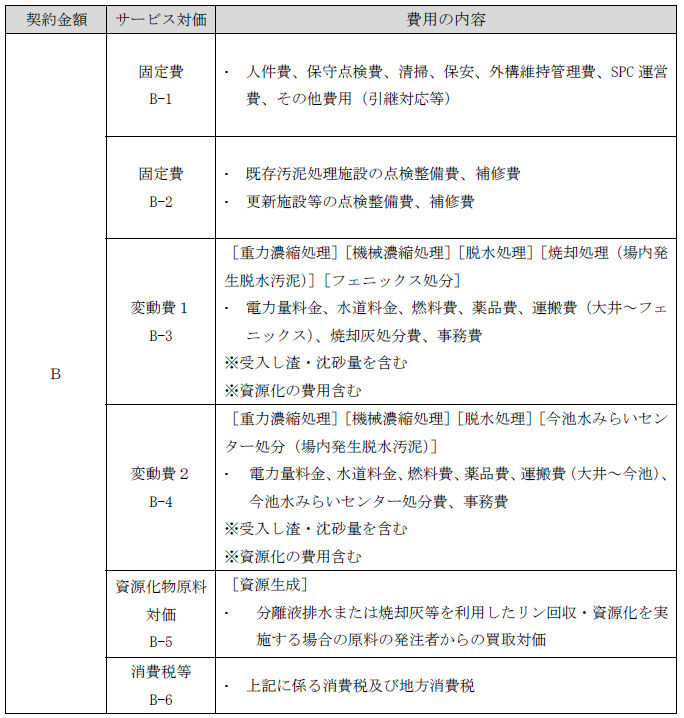 契約金額 サービス対価 費用の内容
B
固定費
B-1
・ 人件費、保守点検費、清掃、保安、外構維持管理費、SPC 運営
費、その他費用（引継対応等）
固定費
B-2
・ 既存汚泥処理施設の点検整備費、補修費
・ 更新施設等の点検整備費、補修費
変動費１
B-3
［重力濃縮処理］［機械濃縮処理］［脱水処理］［焼却処理（場内発
生脱水汚泥）］［フェニックス処分］
・ 電力量料金、水道料金、燃料費、薬品費、運搬費（大井～フェ
ニックス）、焼却灰処分費、事務費
※受入し渣・沈砂量を含む
※資源化の費用含む
変動費２
B-4
［重力濃縮処理］［機械濃縮処理］［脱水処理］［今池水みらいセン
ター処分（場内発生脱水汚泥）］
・ 電力量料金、水道料金、燃料費、薬品費、運搬費（大井～今池）、
今池水みらいセンター処分費、事務費
※受入し渣・沈砂量を含む
※資源化の費用含む
資源化物原料
対価
B-5
［資源生成］
・ 分離液排水または焼却灰等を利用したリン回収・資源化を実
施する場合の原料の発注者からの買取対価
消費税等
B-6
・ 上記に係る消費税及び地方消費税